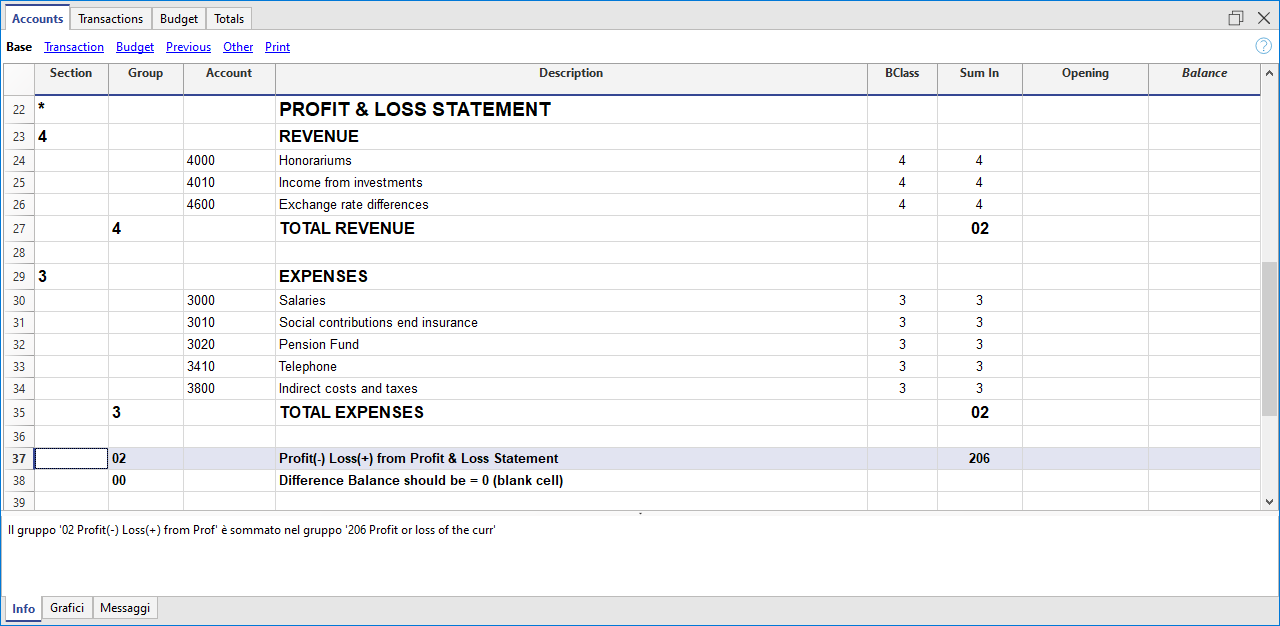 Accounts Transactions Budget Totals
Base Transaction Budget Previous Other Print
Section Group Account Description BClass Sum In Opening Balance
22 * PROFIT & LOSS STATEMENT
23 4 REVENUE
24 4000 Honorariums 4 4
25 4010 Income from investments 4 4
26 4600 Exchange rate differences 4 4
27 4 TOTAL REVENUE 02
28
29 3 EXPENSES
30 3000 Salaries 3 3
31 3010 Social contributions end insurance 3 3
32 3020 Pension Fund 3 3
33 3410 Telephone 3 3
34 3800 Indirect costs and taxes 3 3
35 3 TOTAL EXPENSES 02
36
37 02 Profit(-) Loss(+) from Profit & Loss Statement 206
38 00 Difference Balance should be = 0 (blank cell)
39
Il gruppo '02 Profit(-) Loss(+) from Prof' è sommato nel gruppo '206 Profit or loss of the curr'
Info Grafici Messaggi